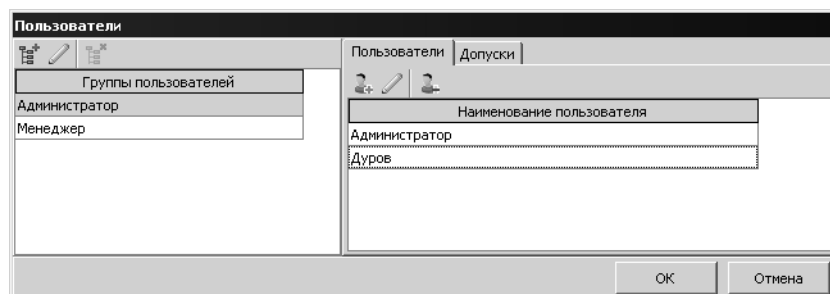 Пользователи
Пользователи Допуски
Группы пользователей
Администратор
Менеджер
Наименование пользователя
Администратор
Дуров
ОК Отмена